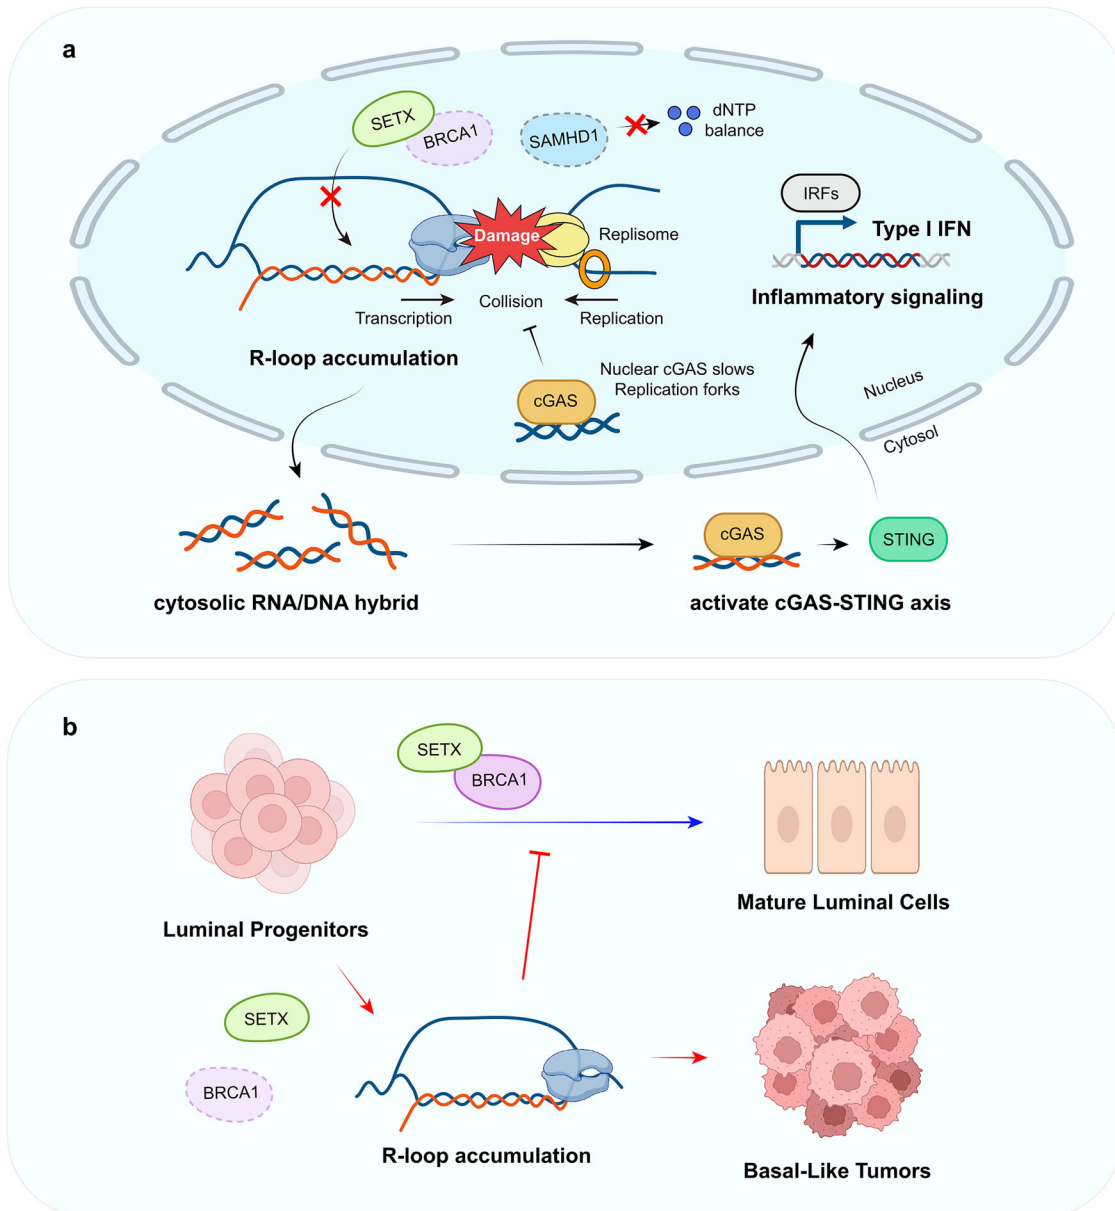 a
SETX
BRCA1
SAMHD1
dNTP
balance
IRFs
Type I IFN
Inflammatory signaling
Damage
Replisome
Collision
Transcription
Replication
R-loop accumulation
Nuclear cGAS slows
Replication forks
cGAS
Nucleus
Cytosol
cGAS
STING
cytosolic RNA/DNA hybrid
activate cGAS-STING axis
b
SETX
BRCA1
Luminal Progenitors
Mature Luminal Cells
SETX
BRCA1
R-loop accumulation
Basal-Like Tumors